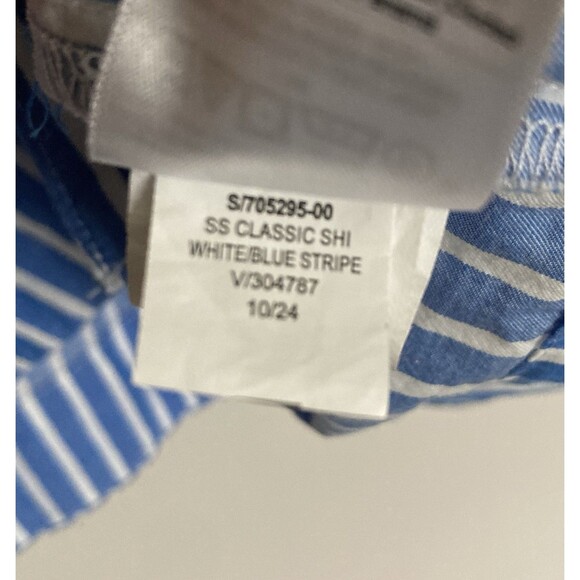 S/705295-00
SS CLASSIC SHI
WHITE/BLUE STRIPE
V/304787
10/24